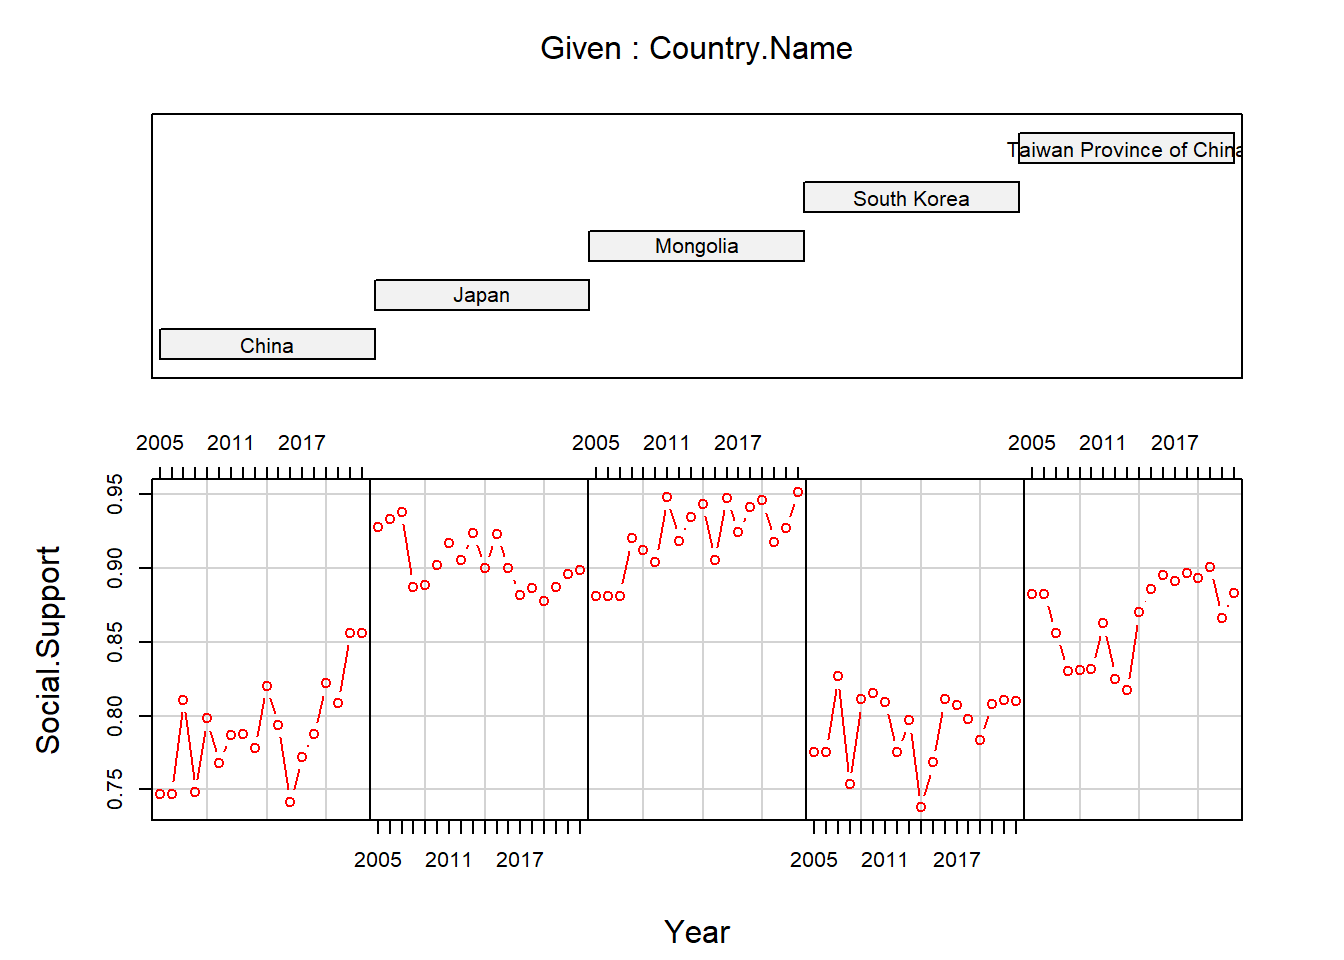 Given : Country.Name
Taiwan Province of China
South Korea
Mongolia
Japan
China
2005 2011 2017 2005 2011 2017 2005 2011 2017
0.95
0.90
0.85
0.80
0.75
Social.Support
2005 2011 2017 2005 2011 2017
Year